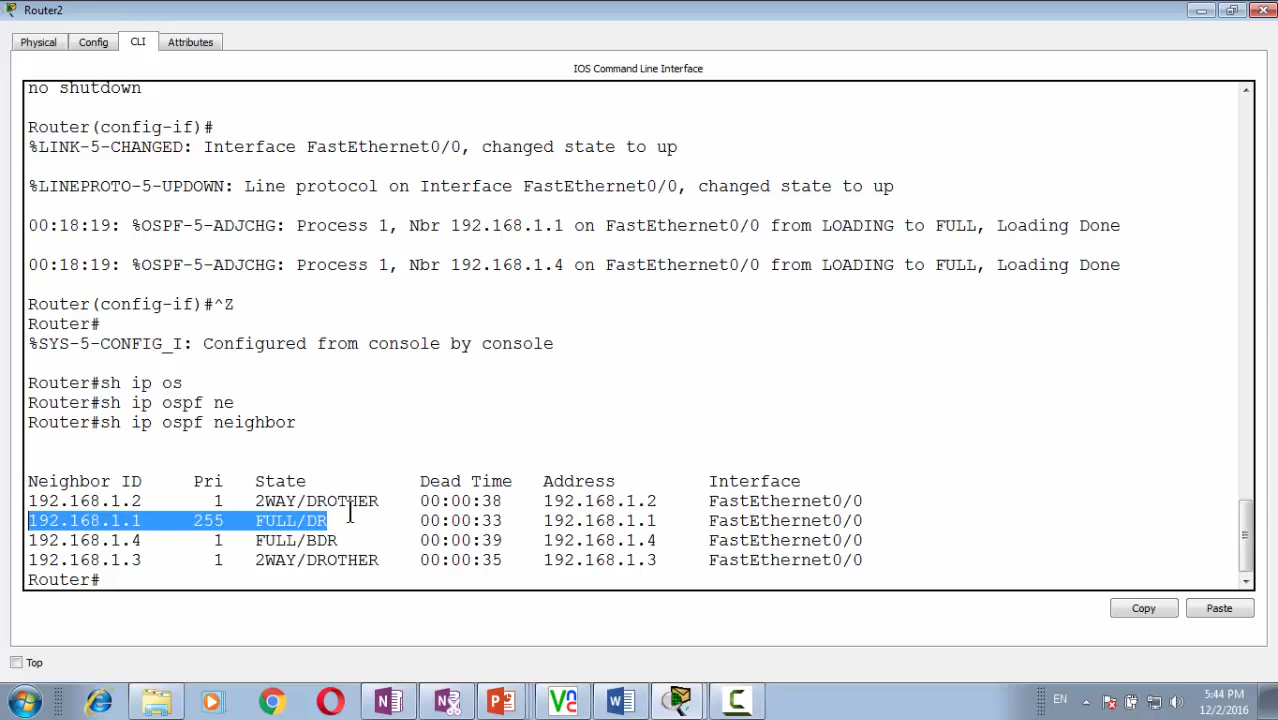 Router2
Physical Config CLI Attributes
IOS Command Line Interface
no shutdown
Router(config-if)#
%LINK-5-CHANGED: Interface FastEthernet0/0, changed state to up
%LINEPROTO-5-UPDOWN: Line protocol on Interface FastEthernet0/0, changed state to up
00:18:19: %OSPF-5-ADJCHG: Process 1, Nbr 192.168.1.1 on FastEthernet0/0 from LOADING to FULL, Loading Done
00:18:19: %OSPF-5-ADJCHG: Process 1, Nbr 192.168.1.4 on FastEthernet0/0 from LOADING to FULL, Loading Done
Router(config-if)#^Z
Router#
%SYS-5-CONFIG_I: Configured from console by console
Router#sh ip os
Router#sh ip ospf ne
Router#sh ip ospf neighbor
Neighbor ID Pri State Dead Time Address Interface
192.168.1.2 1 2WAY/DROTHER 00:00:38 192.168.1.2 FastEthernet0/0
192.168.1.1 255 FULL/DR 00:00:33 192.168.1.1 FastEthernet0/0
192.168.1.4 1 FULL/BDR 00:00:39 192.168.1.4 FastEthernet0/0
192.168.1.3 1 2WAY/DROTHER 00:00:35 192.168.1.3 FastEthernet0/0
Router#
Copy Paste
Top
EN 5:44 PM
12/2/2016